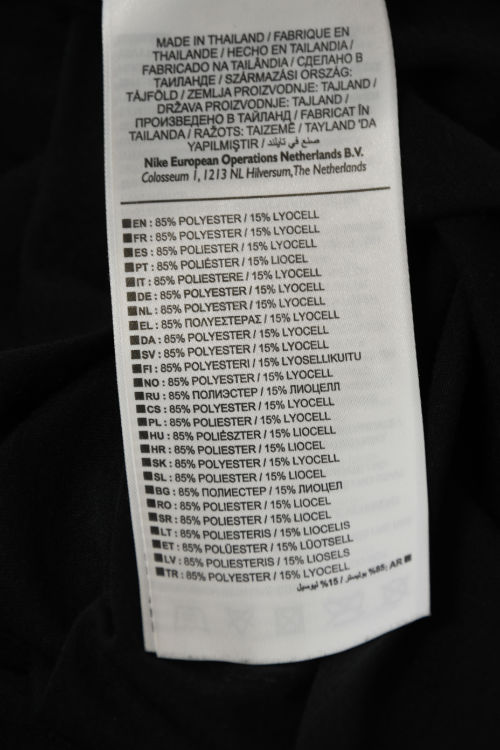 MADE IN THAILAND / FABRIQUE EN
THAILANDE / HECHO EN TAILANDIA /
FABRICADO NA TAILÂNDIA / СДЕЛАНО В
ТАИЛАНДЕ / SZÁRMAZÁSI ORSZÁG:
TÁJFÖLD / ZEMLJA PROIZVODNJE: TAJLAND /
DRŽAVA PROIZVODNJE: TAJLAND /
ПРОИЗВЕДЕНО В ТАЙЛАНД / FABRICAT ÎN
TAILANDA / RAŽOTS: TAIZEMĒ / TAYLAND 'DA
YAPILMIŞTIR / صنع في تايلند
Nike European Operations Netherlands B.V.
Colosseum 1, 1213 NL Hilversum, The Netherlands
EN : 85% POLYESTER / 15% LYOCELL
FR : 85% POLYESTER / 15% LYOCELL
ES : 85% POLIESTER / 15% LYOCELL
PT : 85% POLIÉSTER / 15% LIOCEL
IT : 85% POLIESTERE / 15% LYOCELL
DE : 85% POLYESTER / 15% LYOCELL
NL : 85% POLYESTER / 15% LYOCELL
EL : 85% ΠΟΛΥΕΣΤΕΡΑΣ / 15% LYOCELL
DA : 85% POLYESTER / 15% LYOCELL
SV : 85% POLYESTER / 15% LYOCELL
FI : 85% POLYESTERI / 15% LYOSELLIKUITU
NO : 85% POLYESTER / 15% LYOCELL
RU : 85% ПОЛИЭСТЕР / 15% ЛИОЦЕЛЛ
CS : 85% POLYESTER / 15% LYOCELL
PL : 85% POLIESTER / 15% LYOCELL
HU : 85% POLIÉSZTER / 15% LIOCELL
HR : 85% POLIESTER / 15% LIOCEL
SK : 85% POLYESTER / 15% LYOCELL
SL : 85% POLIESTER / 15% LIOCEL
BG : 85% ПОЛИЕСТЕР / 15% ЛИОЦЕЛ
RO : 85% POLIESTER / 15% LIOCEL
SR : 85% POLIESTER / 15% LIOCEL
LT : 85% POLIESTERIS / 15% LIOCELIS
ET : 85% POLÜESTER / 15% LÜOTSELL
LV : 85% POLIESTERIS / 15% LIOSELS
TR : 85% POLYESTER / 15% LYOCELL
AR :85% بوليستر / 15% ليوسيل